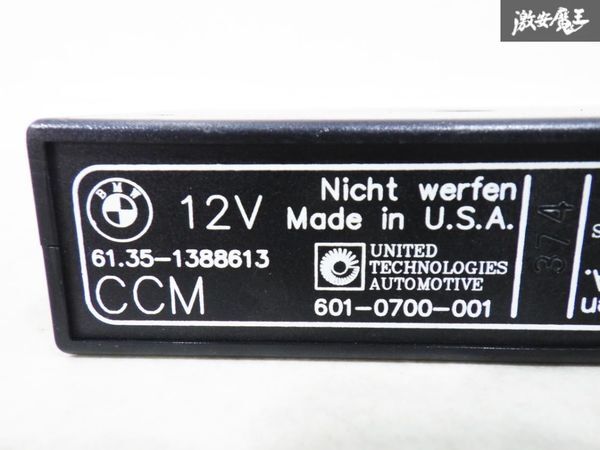 激安魔王
BMW
12V
Nicht werfen
Made in U.S.A.
61.35-1388613
CCM
UNITED
TECHNOLOGIES
AUTOMOTIVE
601-0700-001
374